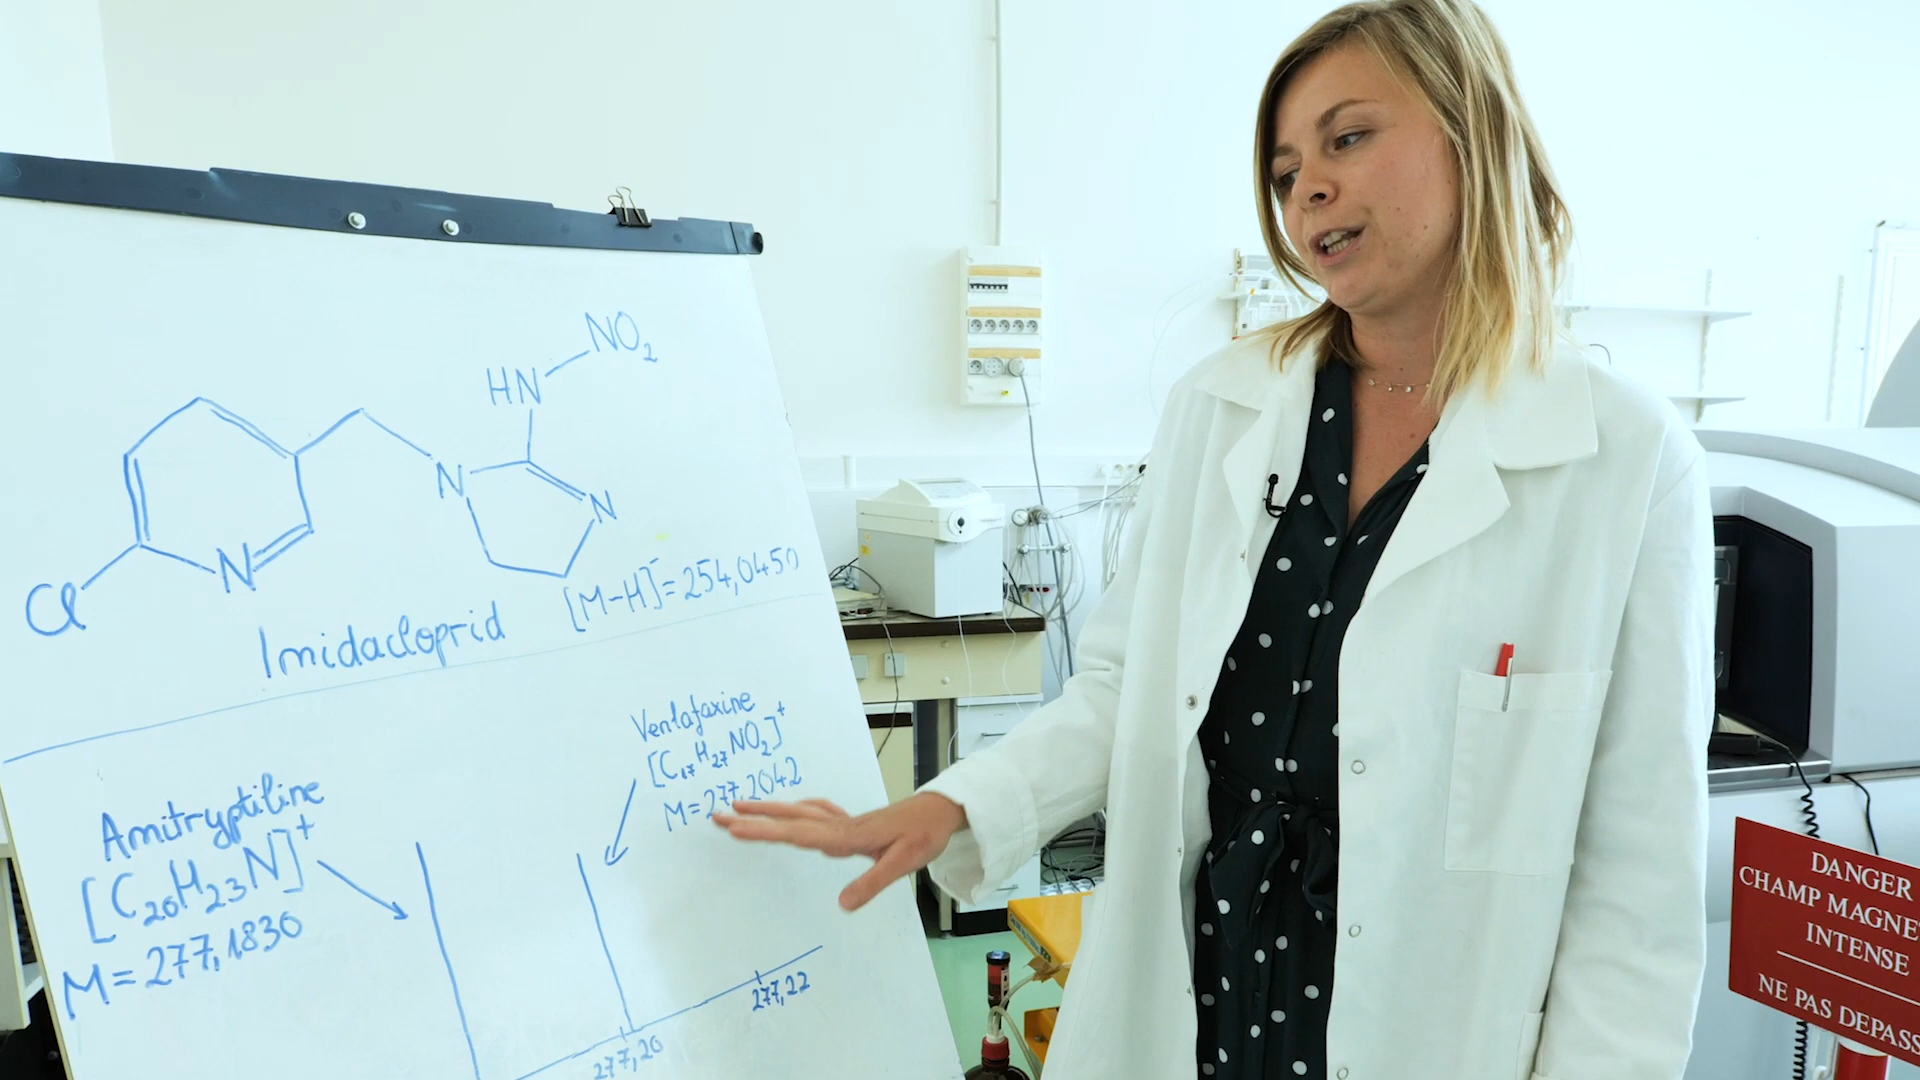 NO₂
HN
N
N
N
Cl
Imidacloprid
[M-H]⁻=254,0450
Venlafaxine
[C₁₇H₂₇NO₂]⁺
M=277,2042
Amitryptiline
[C₂₀H₂₃N]⁺
M=277,1830
277,20
277,22
DANGER
CHAMP MAGNE
INTENSE
NE PAS DEPASS